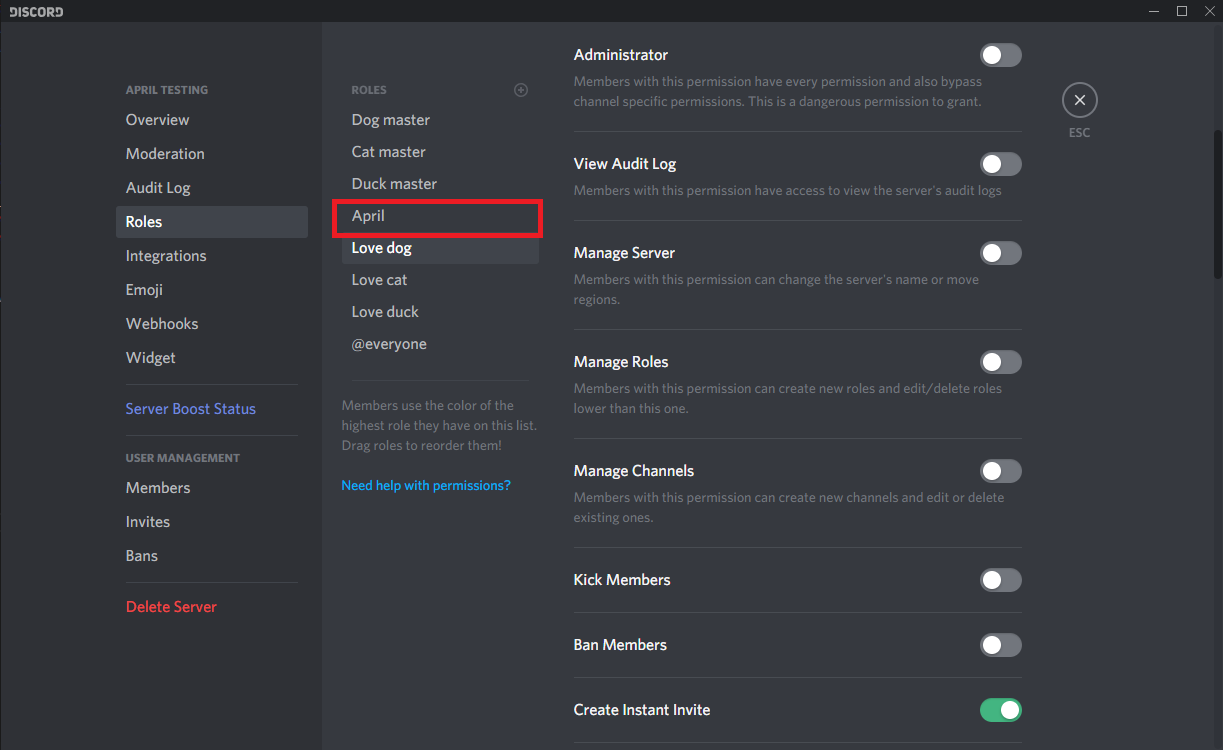 DISCORD
APRIL TESTING
Overview
Moderation
Audit Log
Roles
Integrations
Emoji
Webhooks
Widget
Server Boost Status
USER MANAGEMENT
Members
Invites
Bans
Delete Server
ROLES
Dog master
Cat master
Duck master
April
Love dog
Love cat
Love duck
@everyone
Members use the color of the
highest role they have on this list.
Drag roles to reorder them!
Need help with permissions?
Administrator
Members with this permission have every permission and also bypass
channel specific permissions. This is a dangerous permission to grant.
View Audit Log
Members with this permission have access to view the server's audit logs
Manage Server
Members with this permission can change the server's name or move
regions.
Manage Roles
Members with this permission can create new roles and edit/delete roles
lower than this one.
Manage Channels
Members with this permission can create new channels and edit or delete
existing ones.
Kick Members
Ban Members
Create Instant Invite
ESC